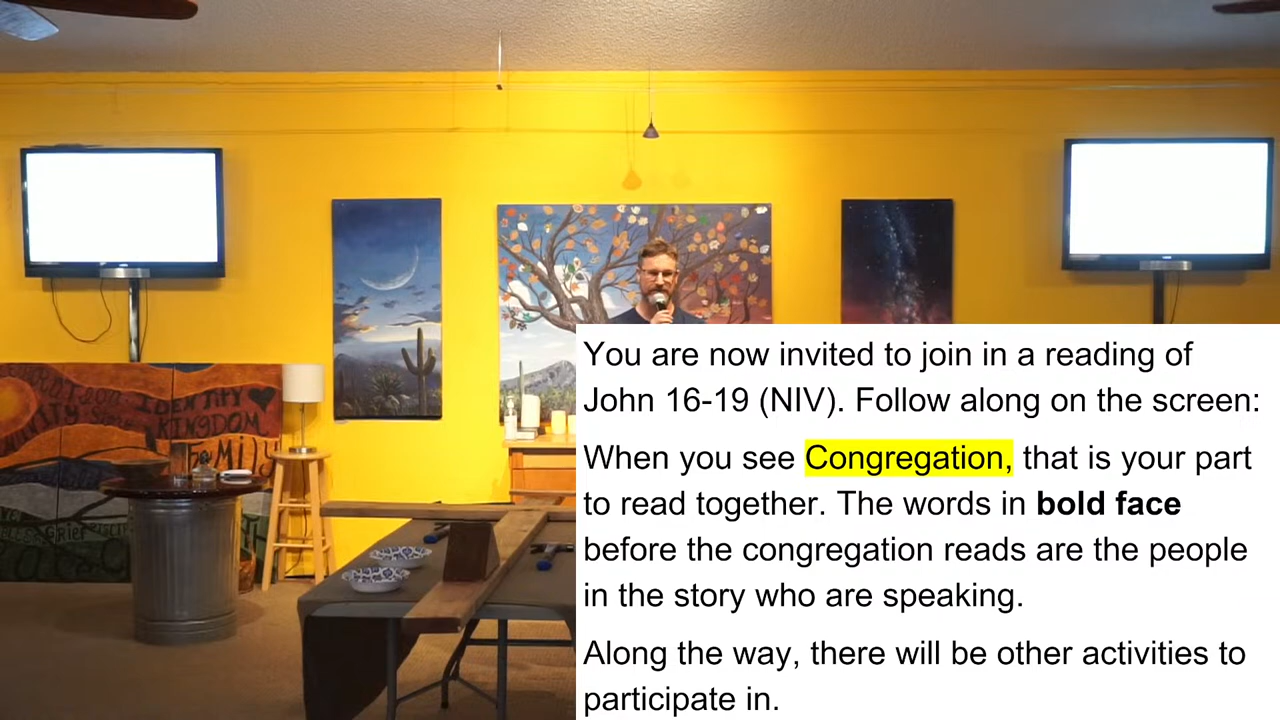 IDENTITY
KINGDOM
FaMily
Grief
You are now invited to join in a reading of
John 16-19 (NIV). Follow along on the screen:
When you see Congregation, that is your part
to read together. The words in bold face
before the congregation reads are the people
in the story who are speaking.
Along the way, there will be other activities to
participate in.